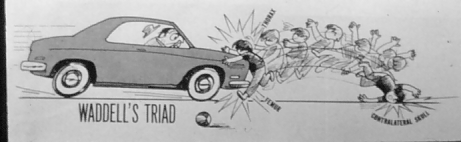 THORAX
FEMUR
WADDELL'S TRIAD
CONTRALATERAL SKULL